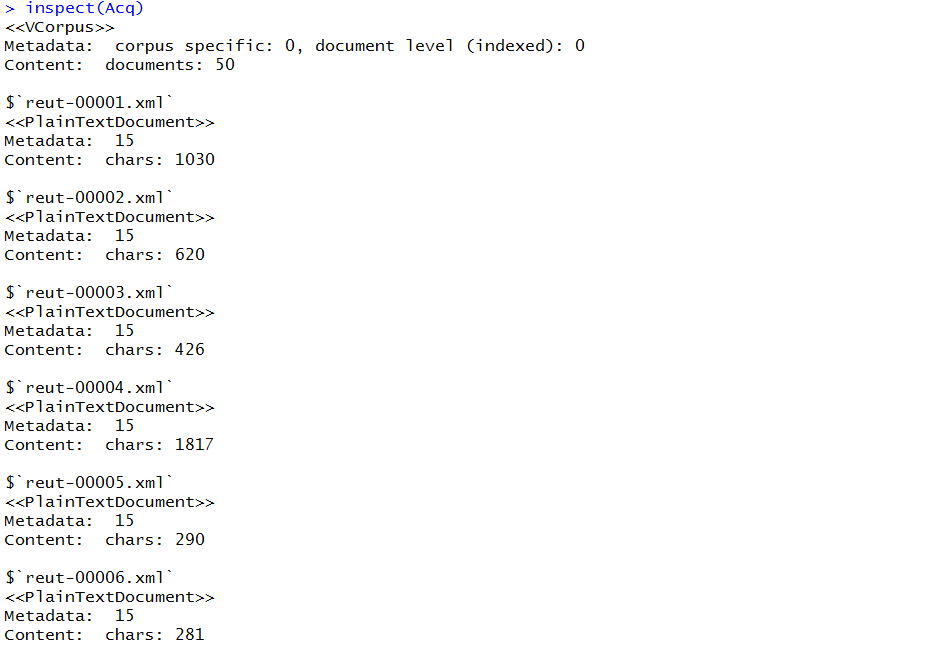 > inspect(Acq)
<<VCorpus>>
Metadata:  corpus specific: 0, document level (indexed): 0
Content:  documents: 50

$`reut-00001.xml`
<<PlainTextDocument>>
Metadata:  15
Content:  chars: 1030

$`reut-00002.xml`
<<PlainTextDocument>>
Metadata:  15
Content:  chars: 620

$`reut-00003.xml`
<<PlainTextDocument>>
Metadata:  15
Content:  chars: 426

$`reut-00004.xml`
<<PlainTextDocument>>
Metadata:  15
Content:  chars: 1817

$`reut-00005.xml`
<<PlainTextDocument>>
Metadata:  15
Content:  chars: 290

$`reut-00006.xml`
<<PlainTextDocument>>
Metadata:  15
Content:  chars: 281